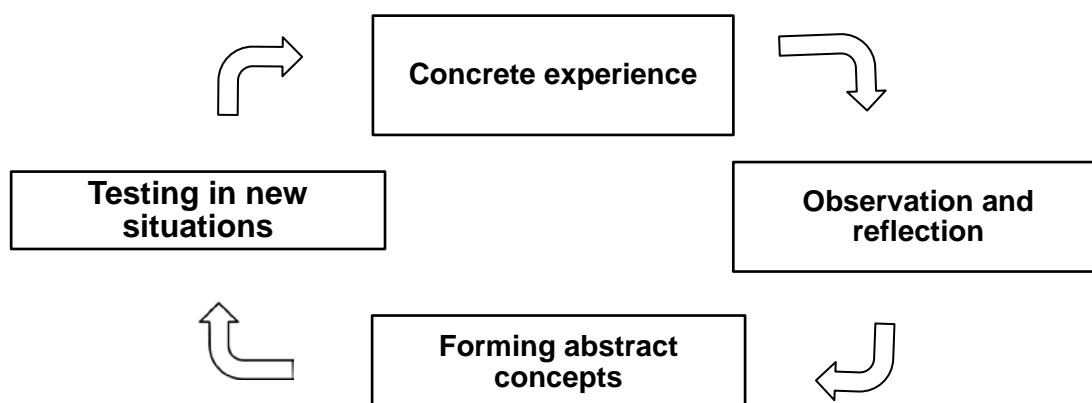 Concrete experience
Testing in new
situations
Observation and
reflection
Forming abstract
concepts